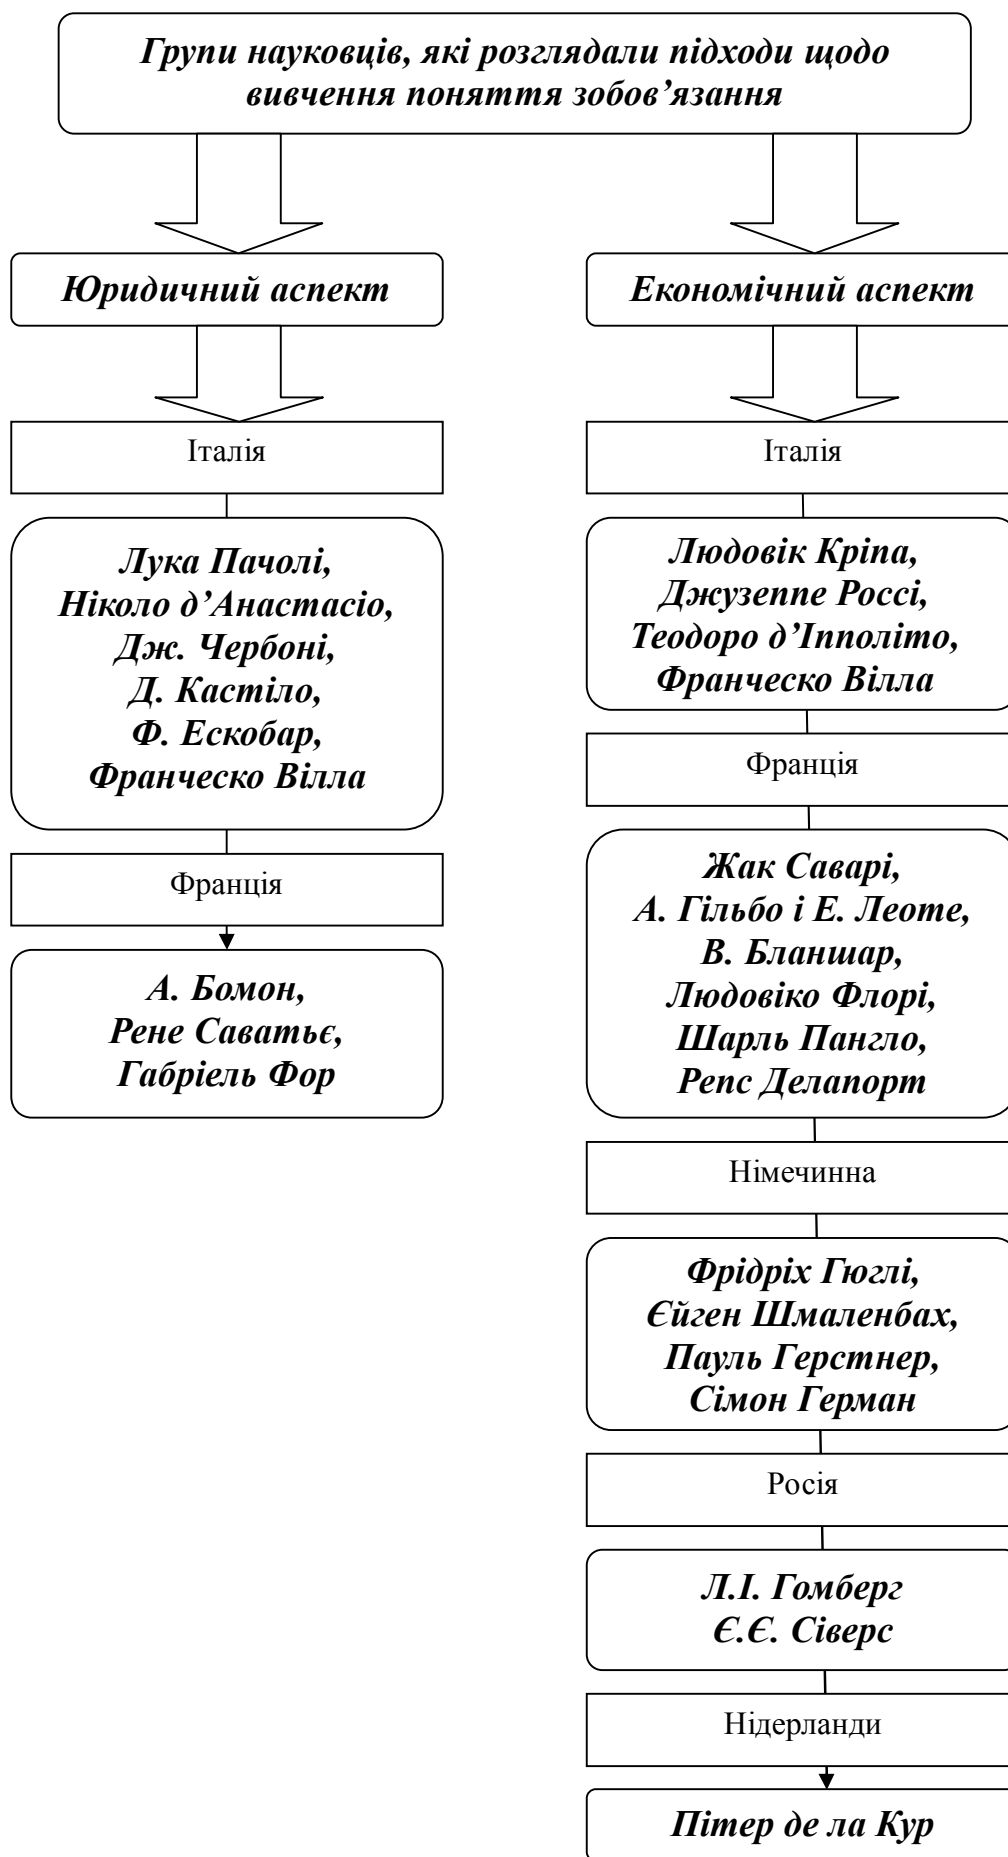 Групи науковців, які розглядали підходи щодо
вивчення поняття зобов’язання
Юридичний аспект
Італія
Лука Пачолі,
Ніколо д’Анастасіо,
Дж. Чербоні,
Д. Кастіло,
Ф. Ескобар,
Франческо Вілла
Франція
А. Бомон,
Рене Саватьє,
Габріель Фор
Економічний аспект
Італія
Людовік Кріпа,
Джузеппе Россі,
Теодоро д’Іпполіто,
Франческо Вілла
Франція
Жак Саварі,
А. Гільбо і Е. Леоте,
В. Бланшар,
Людовіко Флорі,
Шарль Пангло,
Репс Делапорт
Німечинна
Фрідріх Гюглі,
Єйген Шмаленбах,
Пауль Герстнер,
Сімон Герман
Росія
Л.І. Гомберг
Є.Є. Сіверс
Нідерланди
Пітер де ла Кур